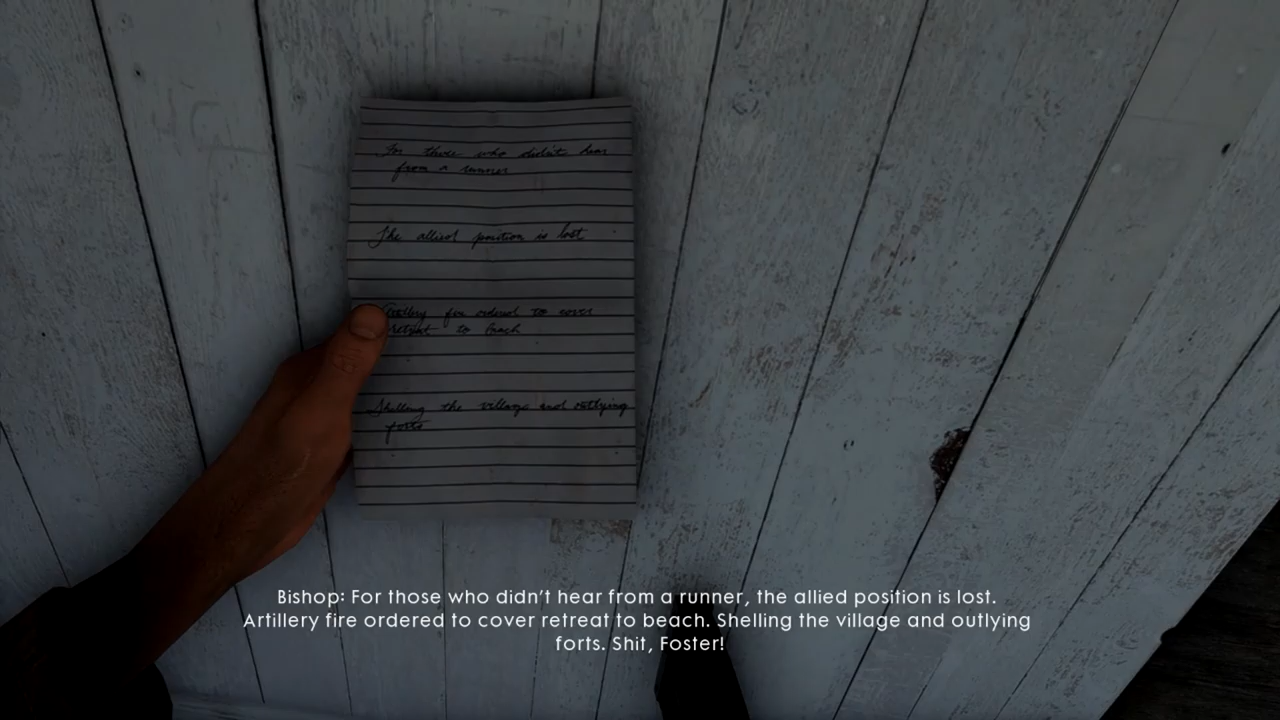 For those who didn't hear
from a runner
The allied position is lost
Artillery fire ordered to cover
retreat to beach
Shelling the village and outlying
forts
Bishop: For those who didn't hear from a runner, the allied position is lost.
Artillery fire ordered to cover retreat to beach. Shelling the village and outlying
forts. Shit, Foster!